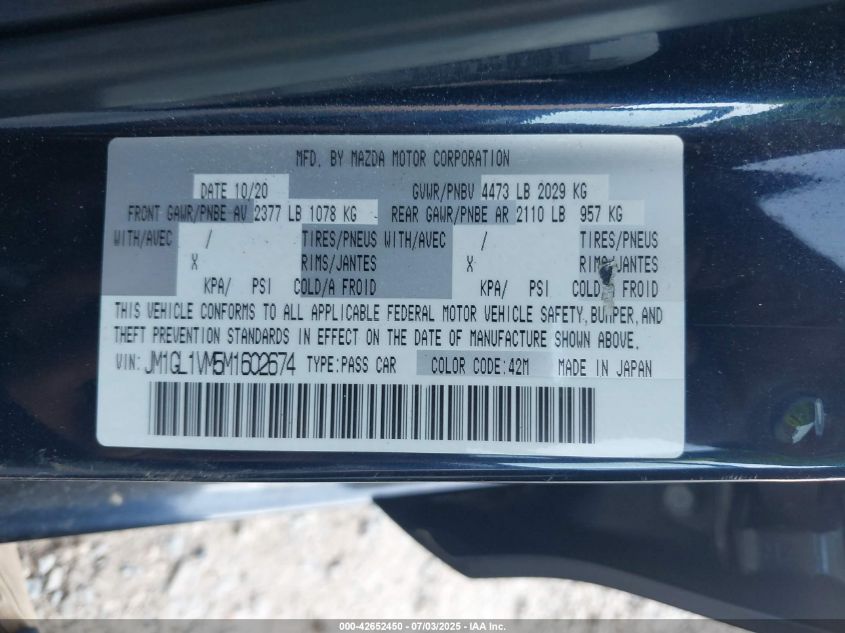 MFD. BY MAZDA MOTOR CORPORATION
DATE 10/20 GVWR/PNBV 4473 LB 2029 KG
FRONT GAWR/PNBE AV 2377 LB 1078 KG REAR GAWR/PNBE AR 2110 LB 957 KG
WITH/AVEC / TIRES/PNEUS WITH/AVEC / TIRES/PNEUS
X RIMS/JANTES X RIMS/JANTES
KPA/ PSI COLD/A FROID KPA/ PSI COLD/A FROID
THIS VEHICLE CONFORMS TO ALL APPLICABLE FEDERAL MOTOR VEHICLE SAFETY, BUMPER, AND
THEFT PREVENTION STANDARDS IN EFFECT ON THE DATE OF MANUFACTURE SHOWN ABOVE.
VIN: JM1GL1VM5M1602674 TYPE:PASS CAR COLOR CODE:42M MADE IN JAPAN
000-42652450 - 07/03/2025 - IAA Inc.